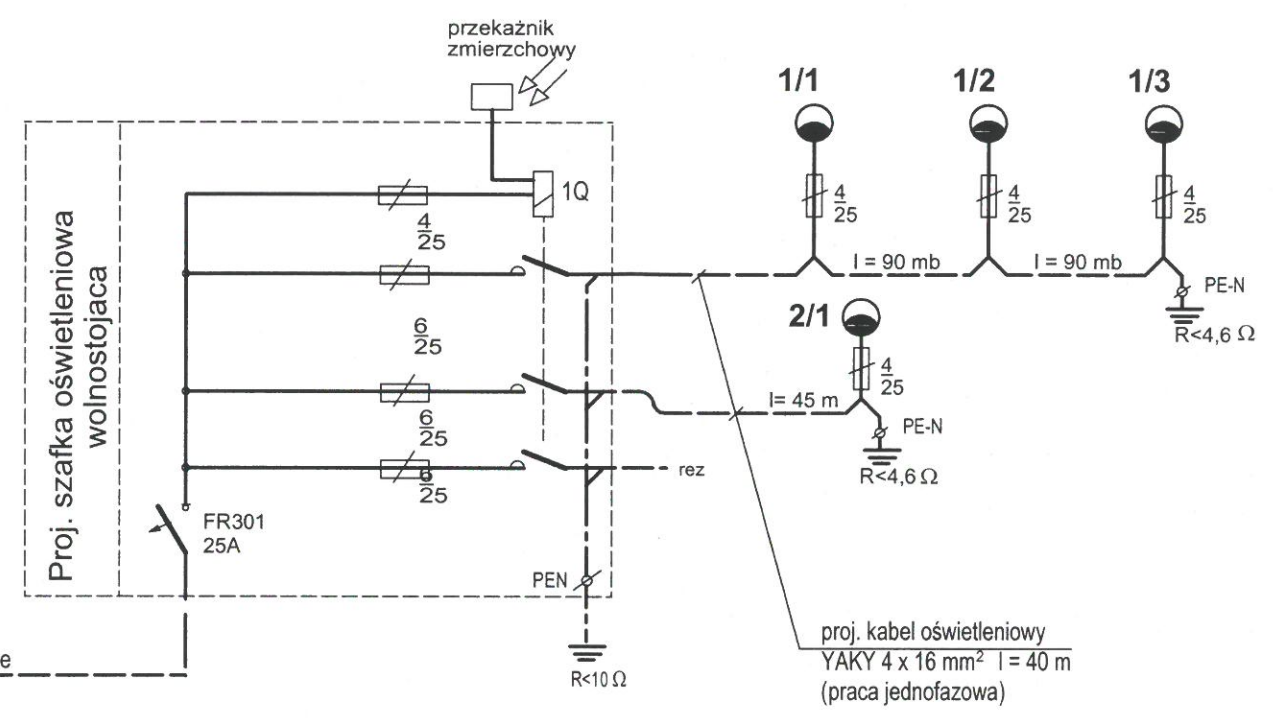 przekażnik
zmierzchowy
1/1
1/2
1/3
1Q
4
25
4
25
4
25
4
25
l = 90 mb
l = 90 mb
PE-N
R<4,6 Ω
Proj. szafka oświetleniowa
wolnostojaca
6
25
2/1
4
25
l= 45 m
PE-N
R<4,6 Ω
6
25
6
25
rez
FR301
25A
PEN
R<10 Ω
proj. kabel oświetleniowy
YAKY 4 x 16 mm² l = 40 m
(praca jednofazowa)
e